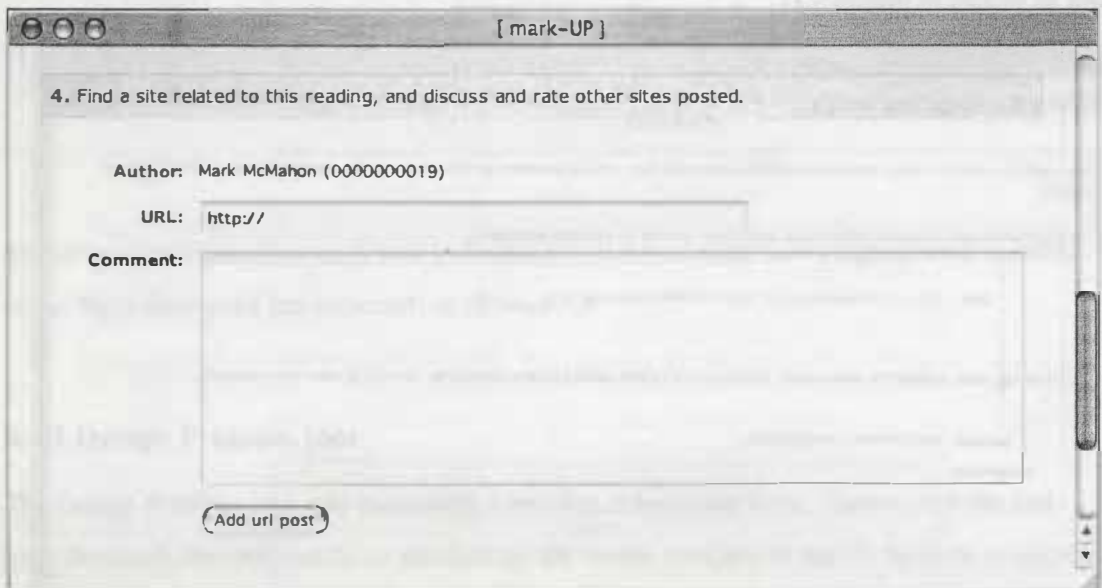 [ mark-UP ]
4. Find a site related to this reading, and discuss and rate other sites posted.
Author: Mark McMahon (0000000019)
URL: http://
Comment:
Add url post